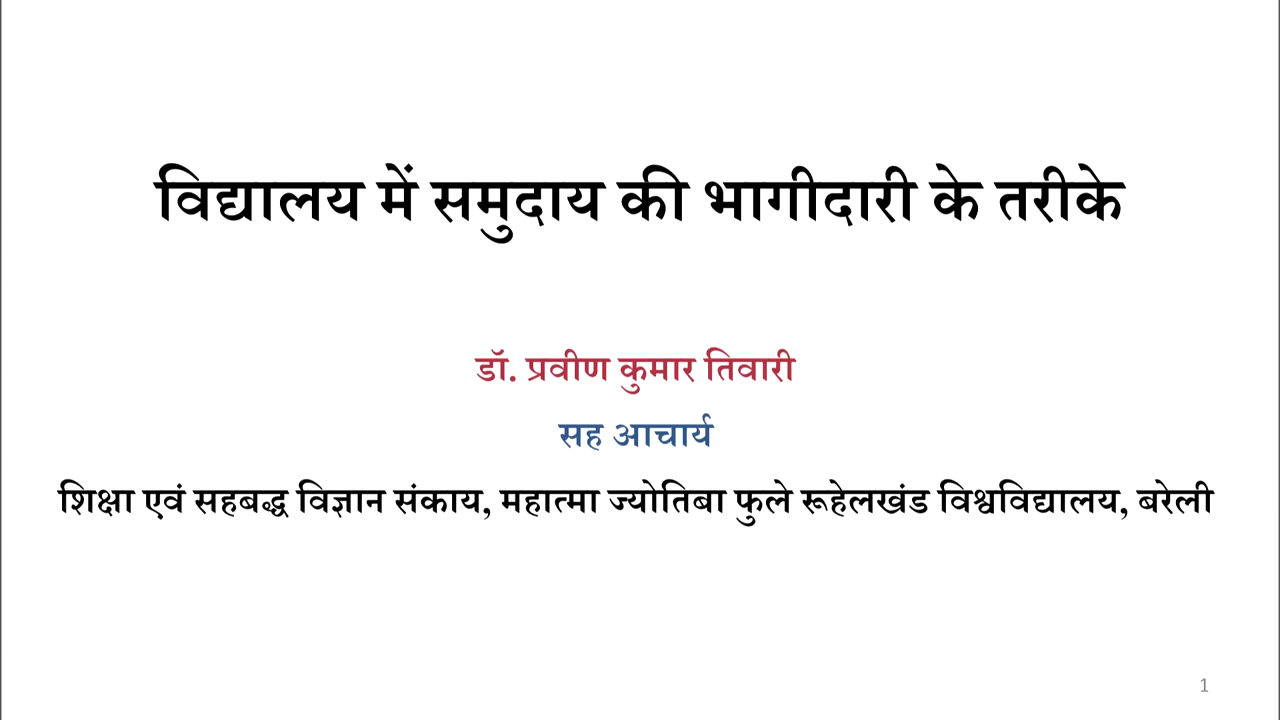 विद्यालय में समुदाय की भागीदारी के तरीके
डॉ. प्रवीण कुमार तिवारी
सह आचार्य
शिक्षा एवं सहबद्ध विज्ञान संकाय, महात्मा ज्योतिबा फुले रूहेलखंड विश्वविद्यालय, बरेली
1